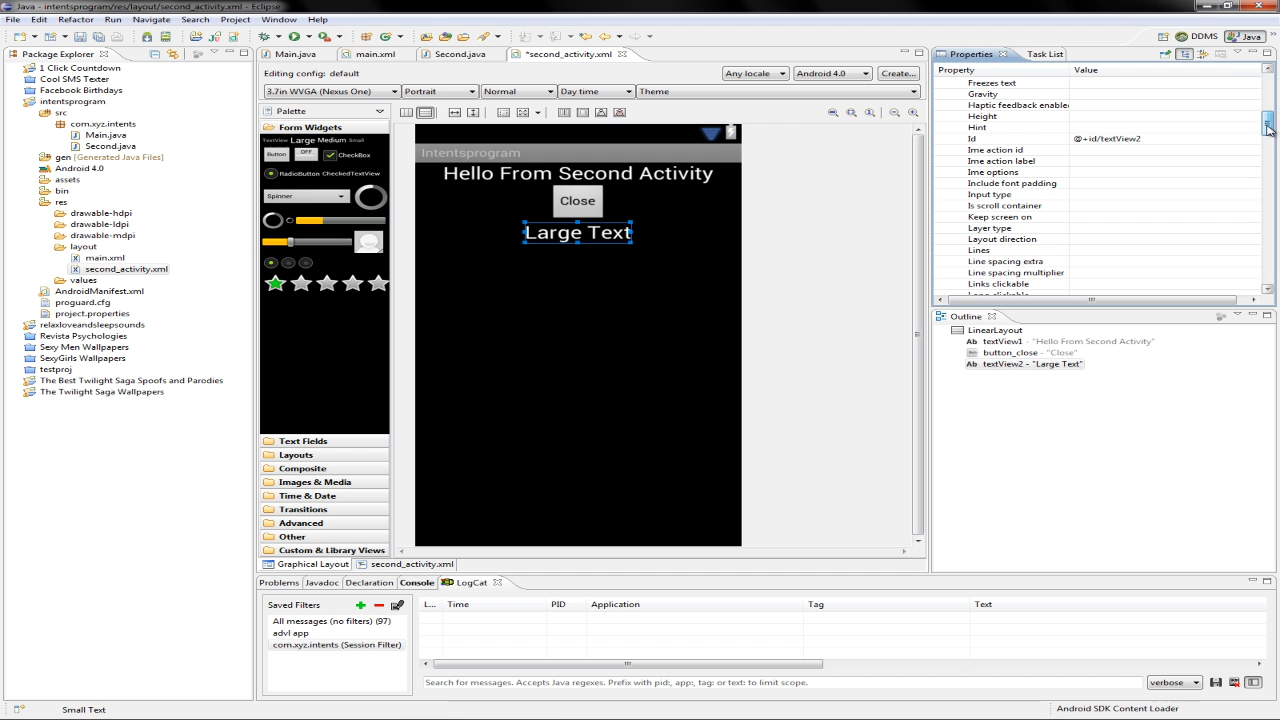 Java - intentsprogram/res/layout/second_activity.xml - Eclipse
File Edit Refactor Run Navigate Search Project Window Help
DDMS Java
Package Explorer
Main.java main.xml Second.java *second_activity.xml
Properties Task List
Editing config: default
Any locale Android 4.0 Create...
3.7in WVGA (Nexus One) Portrait Normal Day time Theme
Palette
Form Widgets
TextView Large Medium Small
Button OFF CheckBox
RadioButton CheckedTextView
Spinner
Text Fields
Layouts
Composite
Images & Media
Time & Date
Transitions
Advanced
Other
Custom & Library Views
1 Click Countdown
Cool SMS Texter
Facebook Birthdays
intentsprogram
src
com.xyz.intents
Main.java
Second.java
gen [Generated Java Files]
Android 4.0
assets
bin
res
drawable-hdpi
drawable-ldpi
drawable-mdpi
layout
main.xml
second_activity.xml
values
AndroidManifest.xml
proguard.cfg
project.properties
relaxloveandsleepsounds
Revista Psychologies
Sexy Men Wallpapers
SexyGirls Wallpapers
testproj
The Best Twilight Saga Spoofs and Parodies
The Twilight Saga Wallpapers
Intentsprogram
Hello From Second Activity
Close
Large Text
Property Value
Freezes text
Gravity
Haptic feedback enable
Height
Hint
Id @+id/textView2
Ime action id
Ime action label
Ime options
Include font padding
Input type
Is scroll container
Keep screen on
Layer type
Layout direction
Lines
Line spacing extra
Line spacing multiplier
Links clickable
Outline
LinearLayout
Ab textView1 - "Hello From Second Activity"
button_close - "Close"
Ab textView2 - "Large Text"
Graphical Layout second_activity.xml
Problems Javadoc Declaration Console LogCat
Saved Filters
All messages (no filters) (97)
advl app
com.xyz.intents (Session Filter)
L... Time PID Application Tag Text
Search for messages. Accepts Java regexes. Prefix with pid:, app:, tag: or text: to limit scope.
verbose
Small Text
Android SDK Content Loader